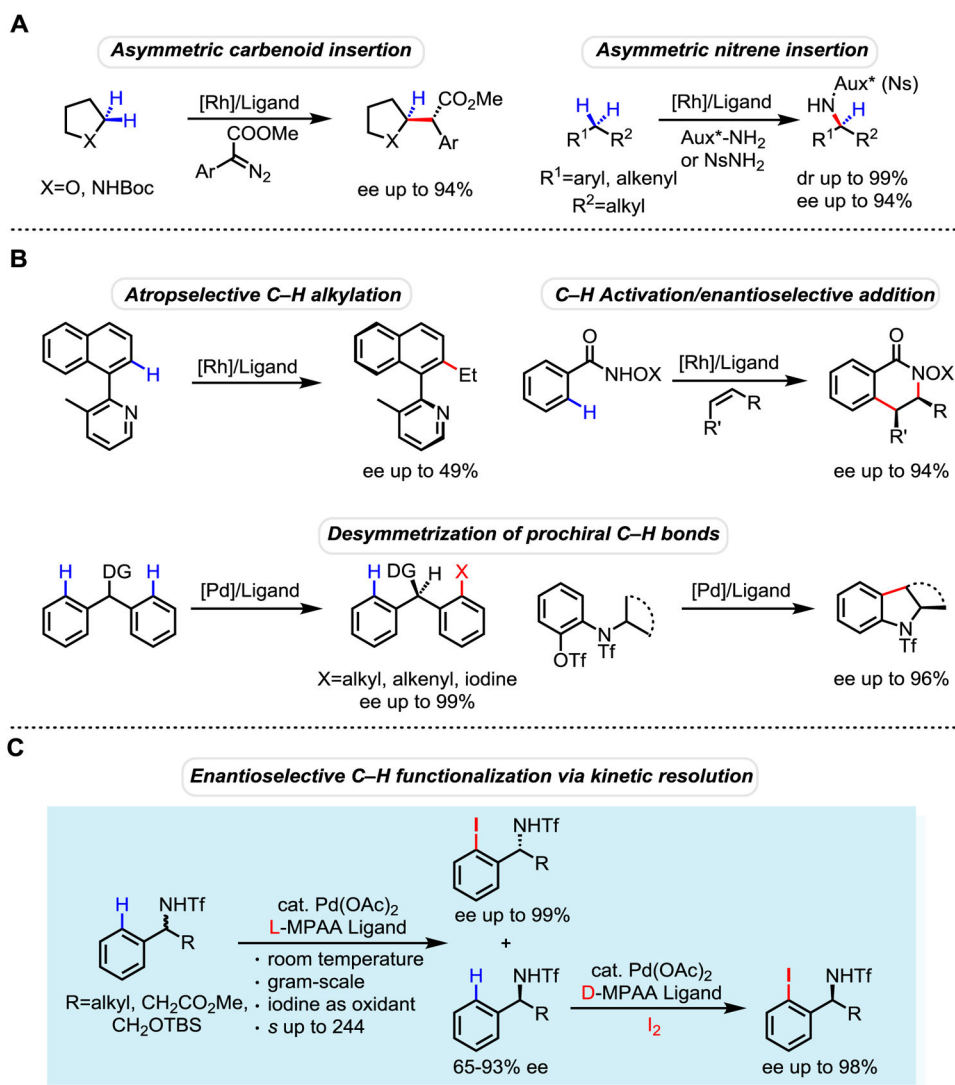 A
Asymmetric carbenoid insertion
Asymmetric nitrene insertion
H
H
X
X=O, NHBoc
[Rh]/Ligand
COOMe
Ar
N2
H
CO2Me
X
Ar
ee up to 94%
H
H
R1
R2
R1=aryl, alkenyl
R2=alkyl
[Rh]/Ligand
Aux*-NH2
or NsNH2
Aux* (Ns)
HN
H
R1
R2
dr up to 99%
ee up to 94%
B
Atropselective C–H alkylation
C–H Activation/enantioselective addition
H
Me
N
[Rh]/Ligand
Et
Me
N
ee up to 49%
O
NHOX
H
[Rh]/Ligand
R
R'
O
NOX
R
R'
ee up to 94%
Desymmetrization of prochiral C–H bonds
H
DG
H
[Pd]/Ligand
H
DG
H
X
X=alkyl, alkenyl, iodine
ee up to 99%
N
Tf
OTf
[Pd]/Ligand
N
Tf
ee up to 96%
C
Enantioselective C–H functionalization via kinetic resolution
H
NHTf
R
R=alkyl, CH2CO2Me,
CH2OTBS
cat. Pd(OAc)2
L-MPAA Ligand
· room temperature
· gram-scale
· iodine as oxidant
· s up to 244
I
NHTf
R
ee up to 99%
+
H
NHTf
R
65-93% ee
cat. Pd(OAc)2
D-MPAA Ligand
I2
I
NHTf
R
ee up to 98%